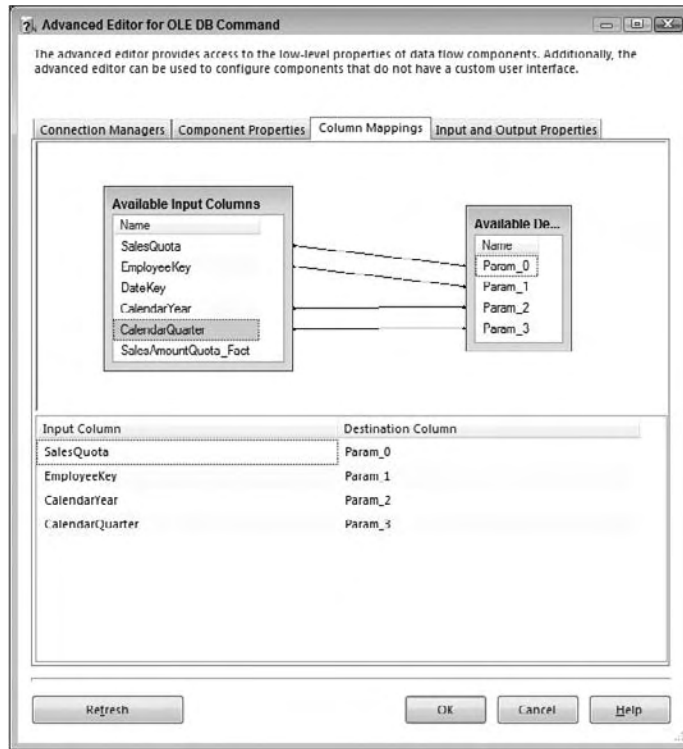 Advanced Editor for OLE DB Command
The advanced editor provides access to the low-level properties of data flow components. Additionally, the
advanced editor can be used to configure components that do not have a custom user interface.
Connection Managers Component Properties Column Mappings Input and Output Properties
Available Input Columns
Name
SalesQuota
EmployeeKey
DateKey
CalendarYear
CalendarQuarter
SalesAmountQuota_Fact
Available De...
Name
Param_0
Param_1
Param_2
Param_3
Input Column Destination Column
SalesQuota Param_0
EmployeeKey Param_1
CalendarYear Param_2
CalendarQuarter Param_3
Refresh OK Cancel Help